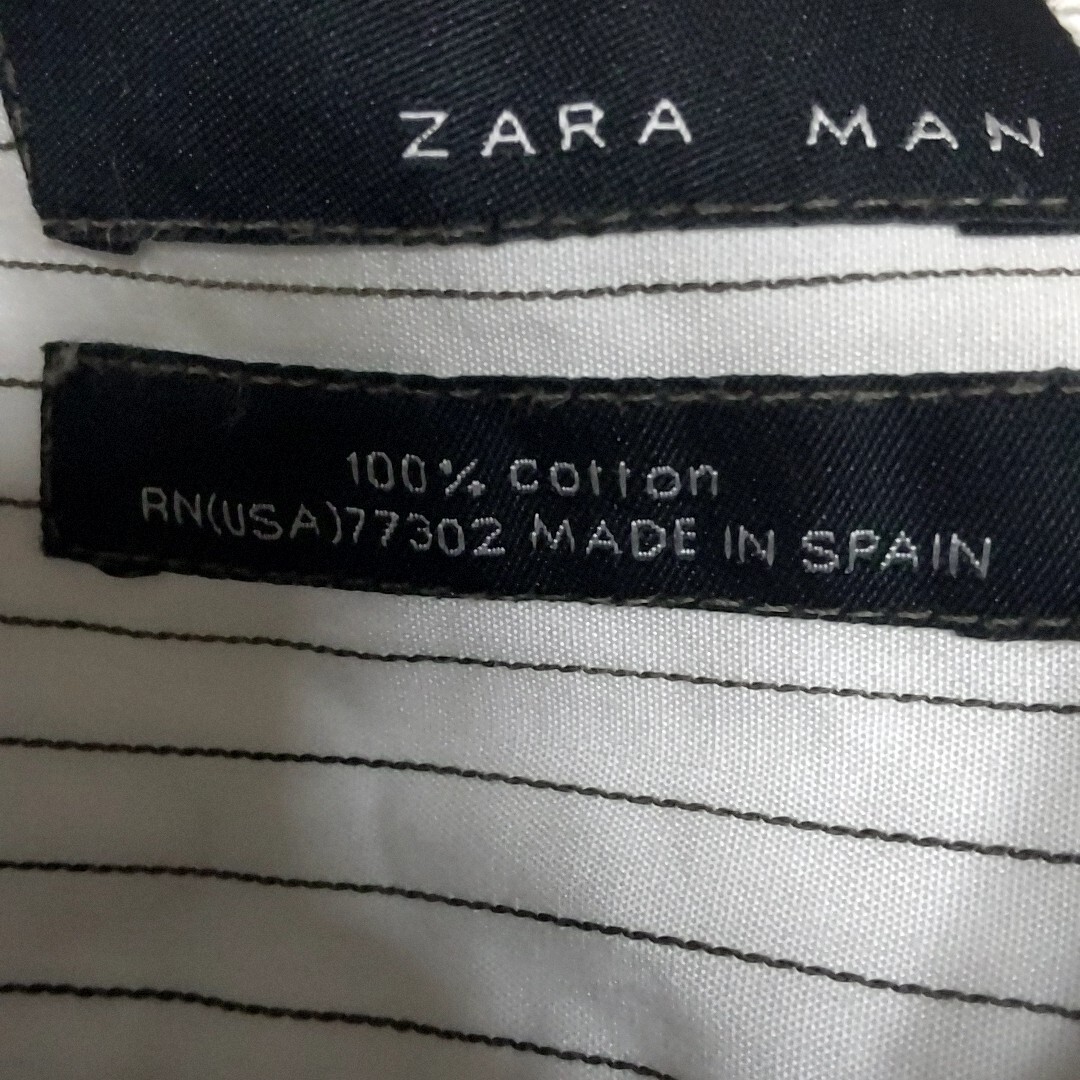 ZARA MAN
100% cotton
RN(USA)77302 MADE IN SPAIN